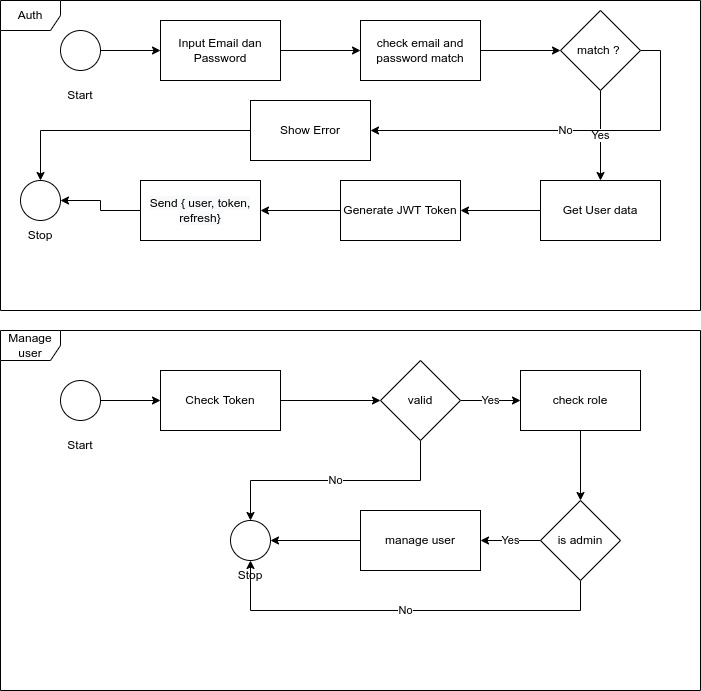 Auth
Input Email dan
Password
check email and
password match
match ?
Start
Show Error
No
Yes
Send { user, token,
refresh}
Generate JWT Token
Get User data
Stop
Manage
user
Check Token
valid
Yes
check role
Start
No
manage user
Yes
is admin
Stop
No